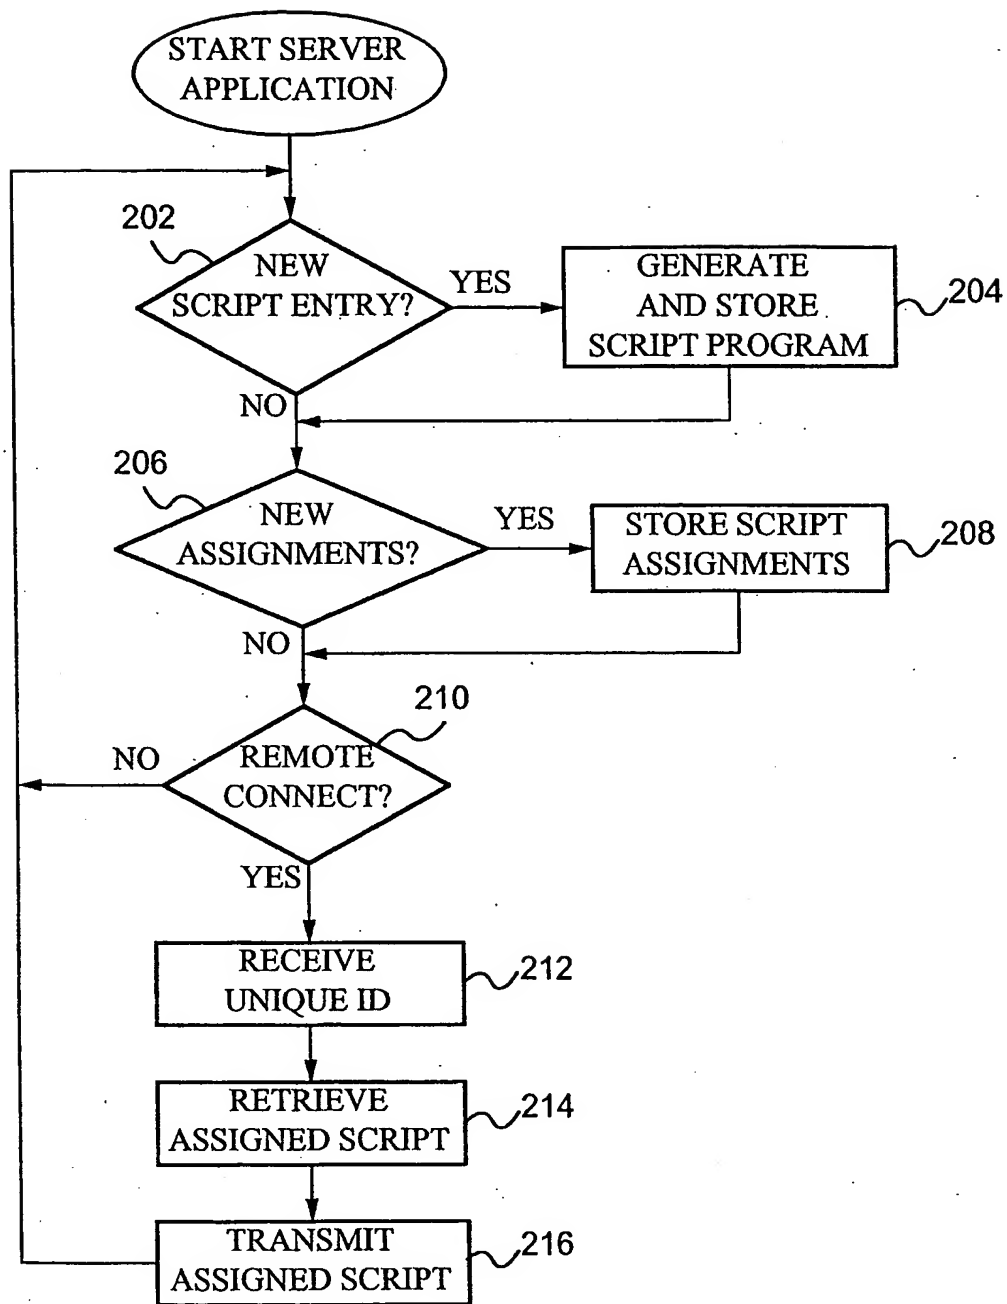 START SERVER
APPLICATION
202
NEW
SCRIPT ENTRY?
YES
GENERATE
AND STORE
SCRIPT PROGRAM
204
NO
206
NEW
ASSIGNMENTS?
YES
STORE SCRIPT
ASSIGNMENTS
208
NO
210
REMOTE
CONNECT?
NO
YES
RECEIVE
UNIQUE ID
212
RETRIEVE
ASSIGNED SCRIPT
214
TRANSMIT
ASSIGNED SCRIPT
216